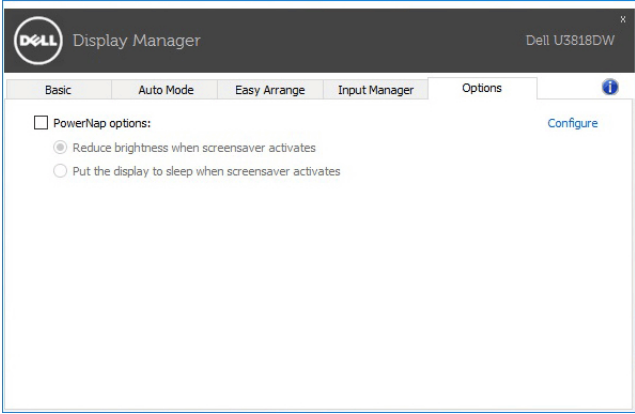 x
DELL Display Manager Dell U3818DW
Basic Auto Mode Easy Arrange Input Manager Options i
PowerNap options: Configure
Reduce brightness when screensaver activates
Put the display to sleep when screensaver activates